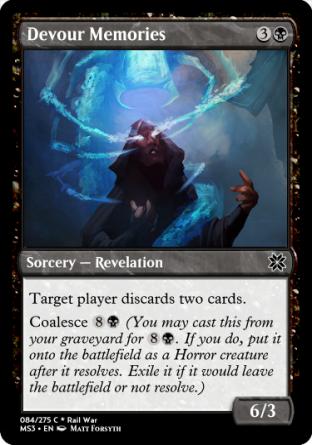 Devour Memories 3
Sorcery — Revelation
Target player discards two cards.
Coalesce 8 (You may cast this from
your graveyard for 8 . If you do, put it
onto the battlefield as a Horror creature
after it resolves. Exile it if it would leave
the battlefield or not resolve.)
6/3
084/275 C * Rail War
MS3 • EN Matt Forsyth